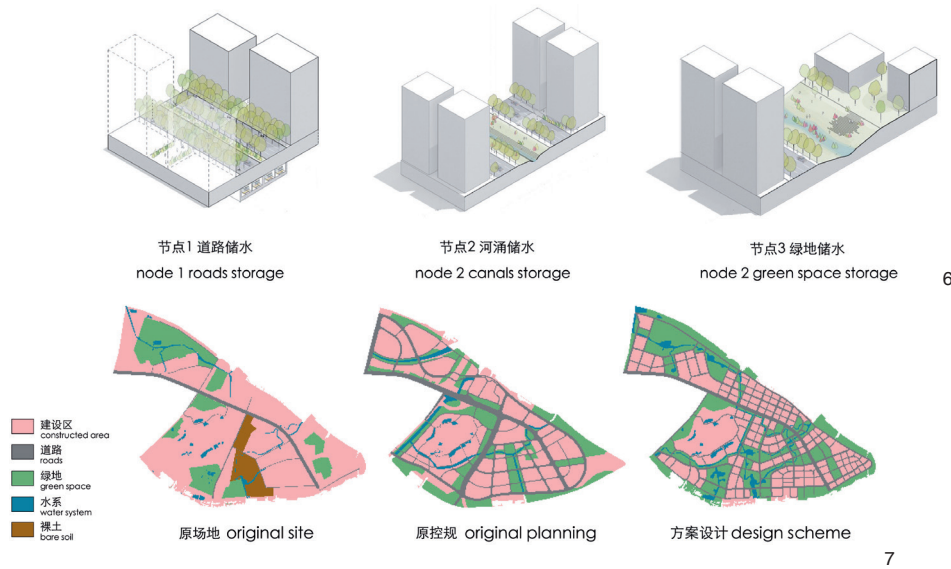 节点1 道路储水
node 1 roads storage
节点2 河涌储水
node 2 canals storage
节点3 绿地储水
node 2 green space storage
6
建设区
constructed area
道路
roads
绿地
green space
水系
water system
裸土
bare soil
原场地 original site
原控规 original planning
方案设计 design scheme
7